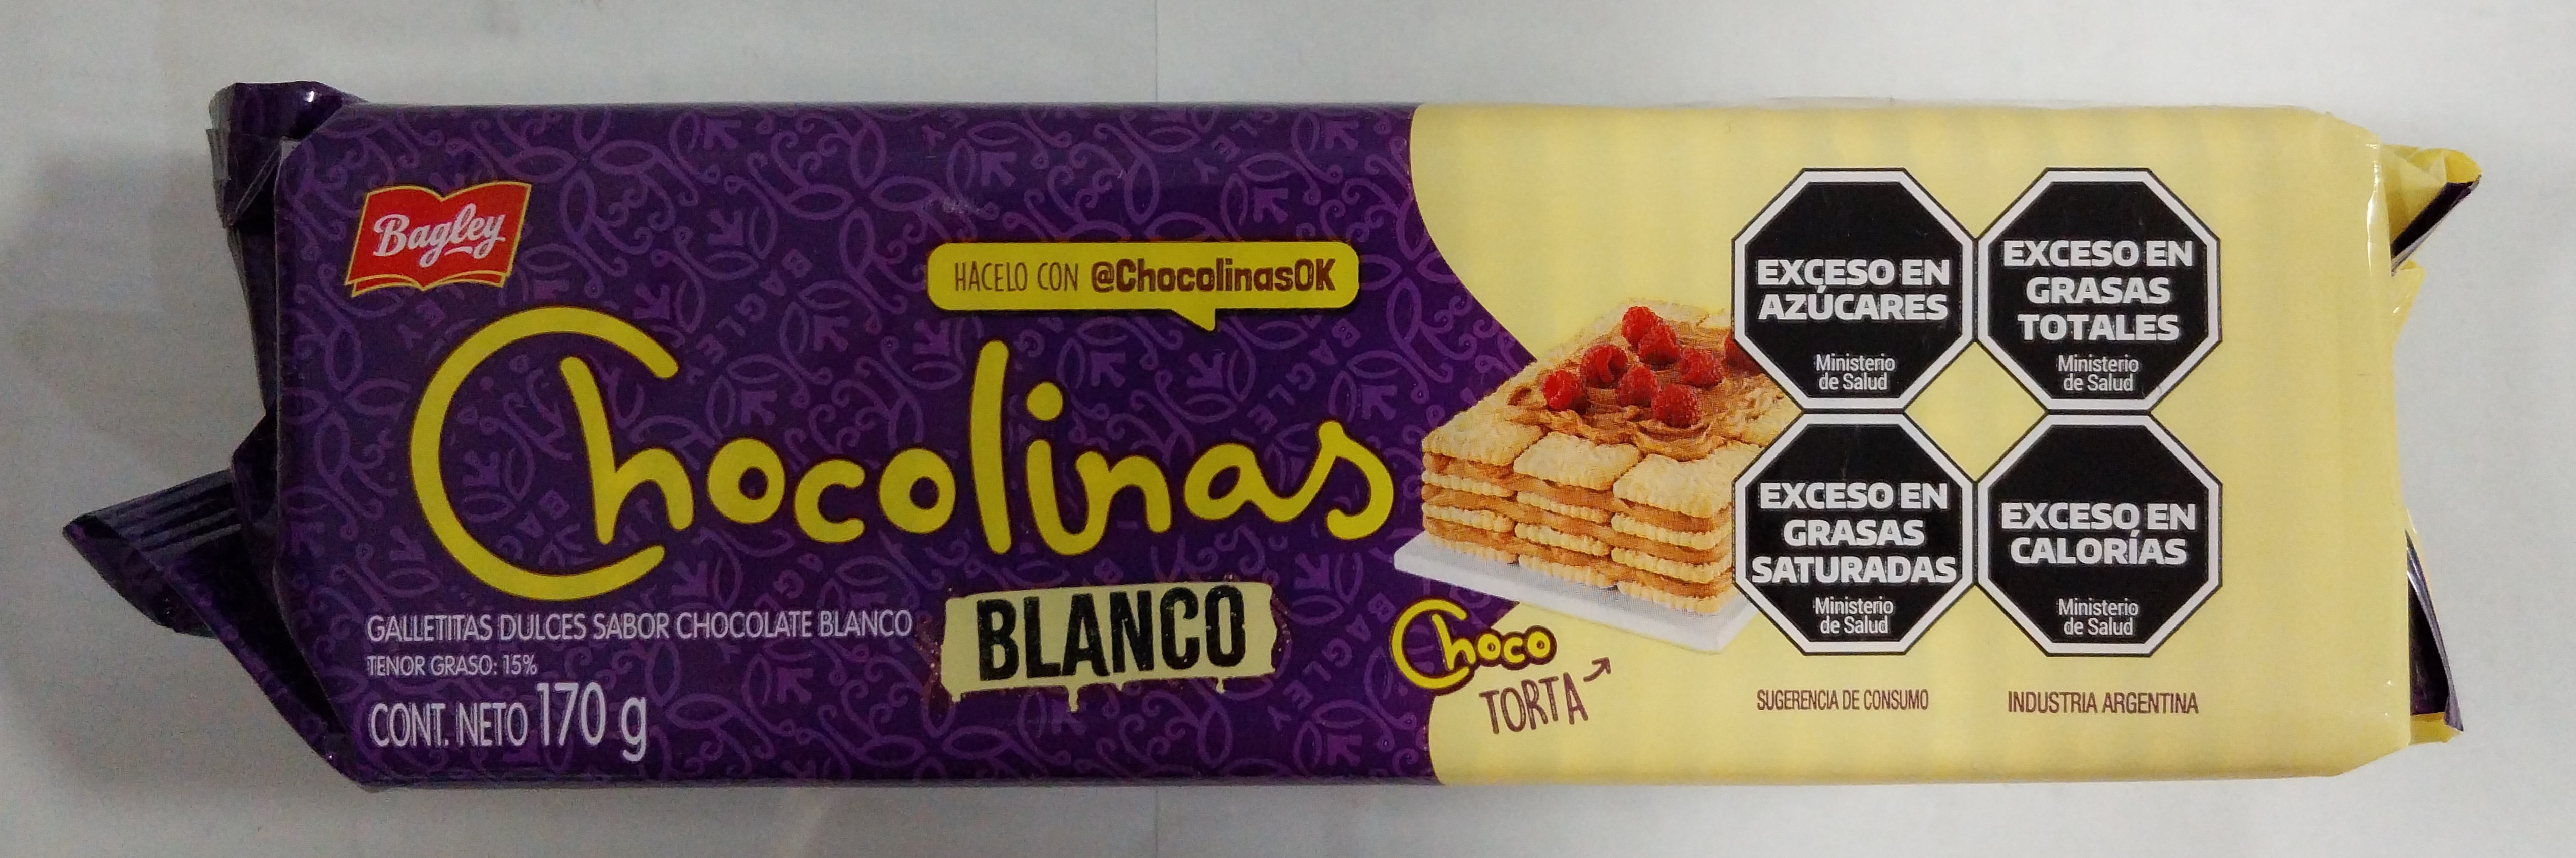 Bagley
HACELO CON @ChocolinasOK
Chocolinas
BLANCO
GALLETITAS DULCES SABOR CHOCOLATE BLANCO
TENOR GRASO: 15%
CONT. NETO 170 g
Choco
TORTA
EXCESO EN
AZÚCARES
Ministerio
de Salud
EXCESO EN
GRASAS
TOTALES
Ministerio
de Salud
EXCESO EN
GRASAS
SATURADAS
Ministerio
de Salud
EXCESO EN
CALORÍAS
Ministerio
de Salud
SUGERENCIA DE CONSUMO
INDUSTRIA ARGENTINA